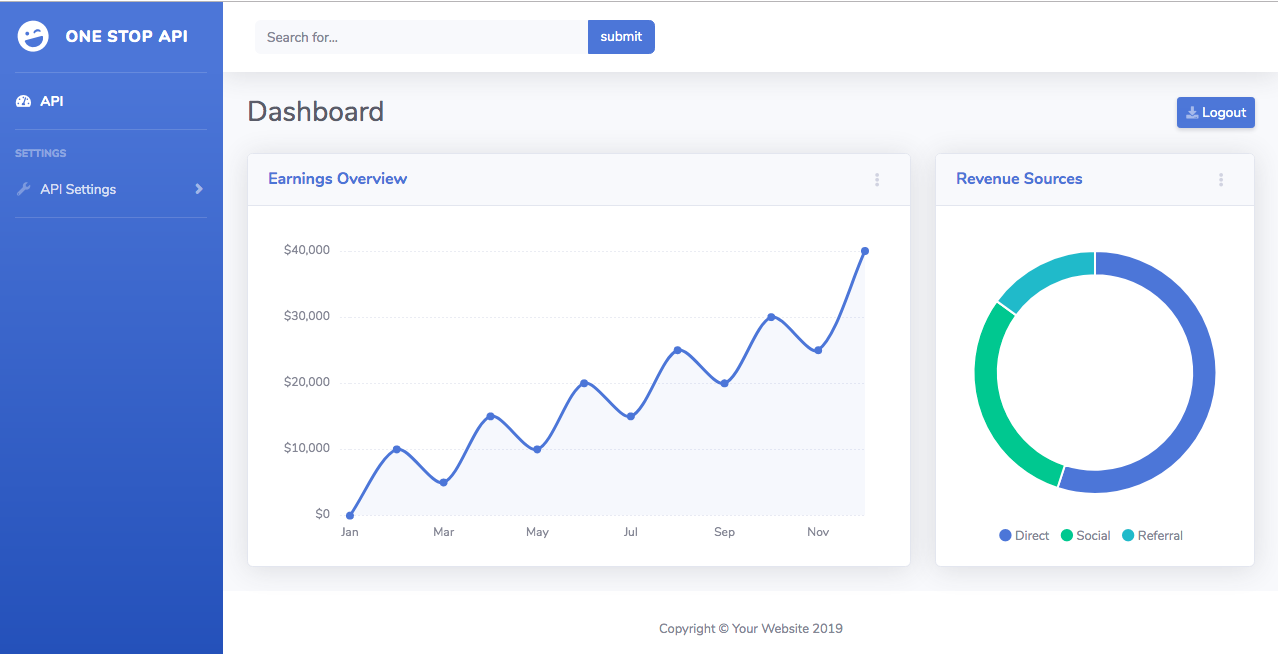 ONE STOP API
API
SETTINGS
API Settings
Search for...
submit
Dashboard
Logout
Earnings Overview
$40,000
$30,000
$20,000
$10,000
$0
Jan Mar May Jul Sep Nov
Revenue Sources
Direct Social Referral
Copyright © Your Website 2019